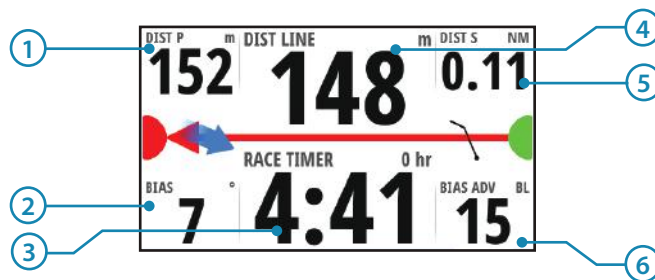 1
DIST P m
152
DIST LINE m
148
4
DIST S NM
0.11
5
2
BIAS °
7
3
RACE TIMER 0 hr
4:41
BIAS ADV BL
15
6